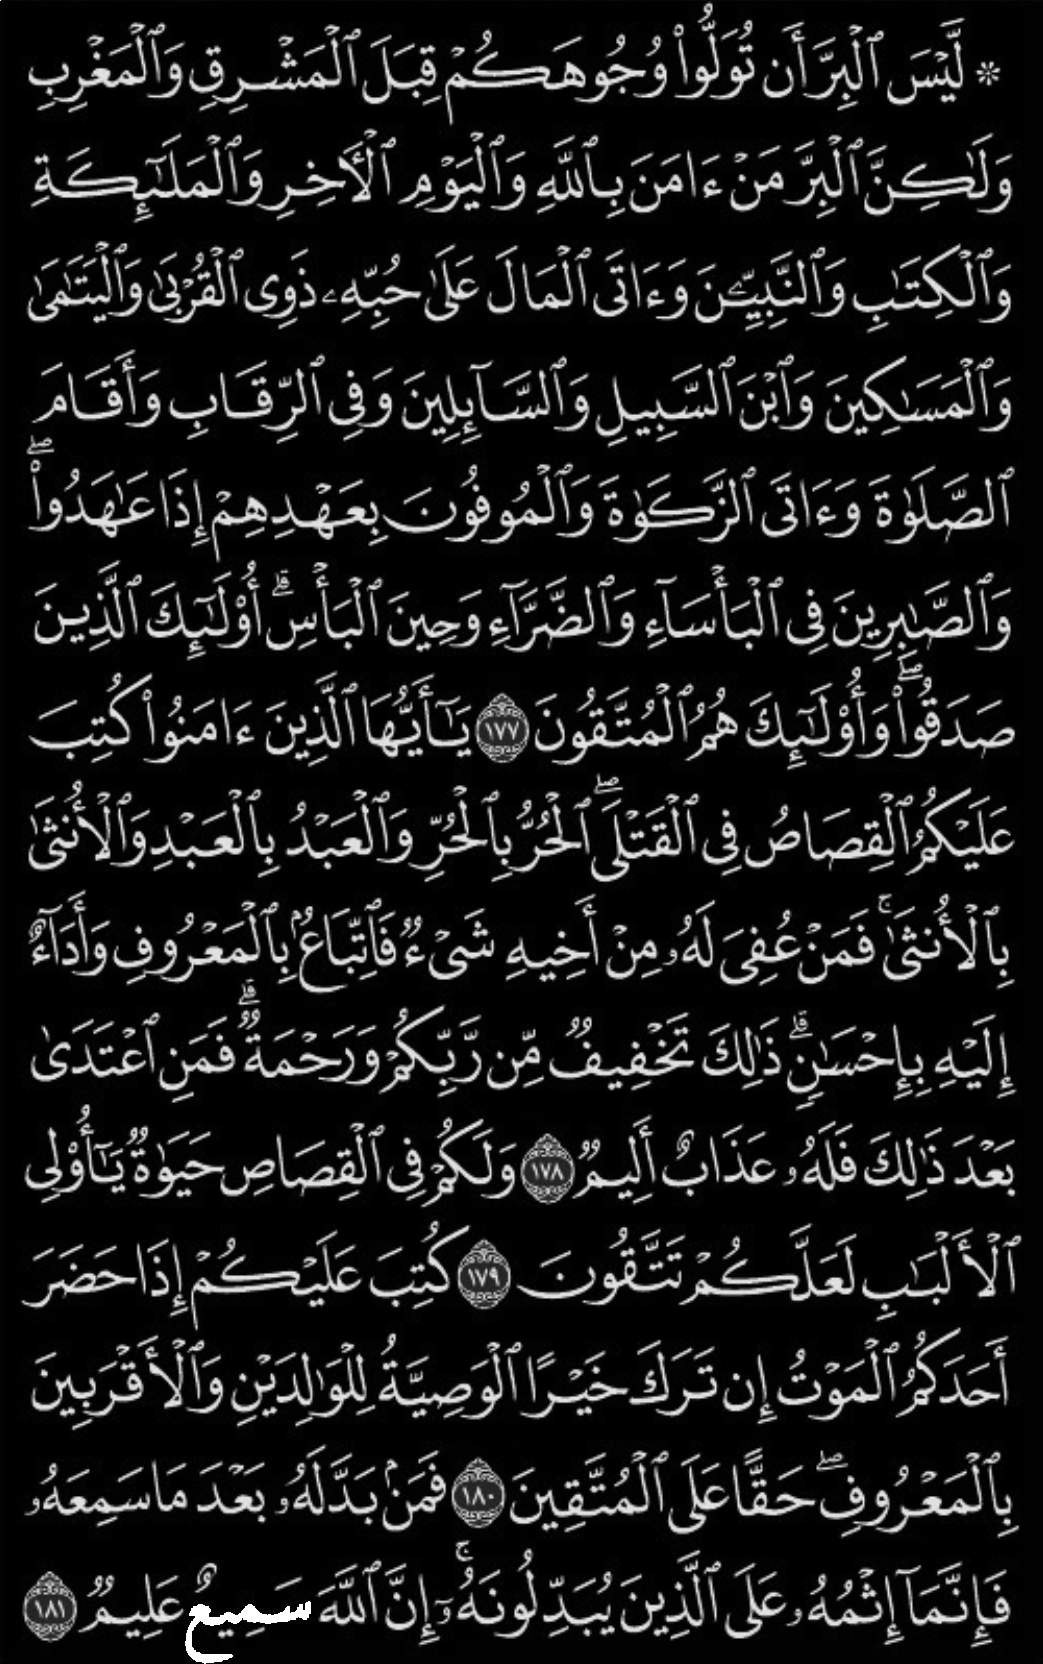 ۞ لَّيْسَ ٱلْبِرَّ أَن تُوَلُّوا۟ وُجُوهَكُمْ قِبَلَ ٱلْمَشْرِقِ وَٱلْمَغْرِبِ
وَلَـٰكِنَّ ٱلْبِرَّ مَنْ ءَامَنَ بِٱللَّهِ وَٱلْيَوْمِ ٱلْـَٔاخِرِ وَٱلْمَلَـٰٓئِكَةِ
وَٱلْكِتَـٰبِ وَٱلنَّبِيِّـۧنَ وَءَاتَى ٱلْمَالَ عَلَىٰ حُبِّهِۦ ذَوِى ٱلْقُرْبَىٰ وَٱلْيَتَـٰمَىٰ
وَٱلْمَسَـٰكِينَ وَٱبْنَ ٱلسَّبِيلِ وَٱلسَّآئِلِينَ وَفِى ٱلرِّقَابِ وَأَقَامَ
ٱلصَّلَوٰةَ وَءَاتَى ٱلزَّكَوٰةَ وَٱلْمُوفُونَ بِعَهْدِهِمْ إِذَا عَـٰهَدُوا۟ ۖ
وَٱلصَّـٰبِرِينَ فِى ٱلْبَأْسَآءِ وَٱلضَّرَّآءِ وَحِينَ ٱلْبَأْسِ ۗ أُو۟لَـٰٓئِكَ ٱلَّذِينَ
صَدَقُوا۟ ۖ وَأُو۟لَـٰٓئِكَ هُمُ ٱلْمُتَّقُونَ ١٧٧ يَـٰٓأَيُّهَا ٱلَّذِينَ ءَامَنُوا۟ كُتِبَ
عَلَيْكُمُ ٱلْقِصَاصُ فِى ٱلْقَتْلَى ۖ ٱلْحُرُّ بِٱلْحُرِّ وَٱلْعَبْدُ بِٱلْعَبْدِ وَٱلْأُنثَىٰ
بِٱلْأُنثَىٰ ۚ فَمَنْ عُفِىَ لَهُۥ مِنْ أَخِيهِ شَىْءٌ فَٱتِّبَاعٌۢ بِٱلْمَعْرُوفِ وَأَدَآءٌ
إِلَيْهِ بِإِحْسَـٰنٍ ۗ ذَٰلِكَ تَخْفِيفٌ مِّن رَّبِّكُمْ وَرَحْمَةٌ ۗ فَمَنِ ٱعْتَدَىٰ
بَعْدَ ذَٰلِكَ فَلَهُۥ عَذَابٌ أَلِيمٌ ١٧٨ وَلَكُمْ فِى ٱلْقِصَاصِ حَيَوٰةٌ يَـٰٓأُو۟لِى
ٱلْأَلْبَـٰبِ لَعَلَّكُمْ تَتَّقُونَ ١٧٩ كُتِبَ عَلَيْكُمْ إِذَا حَضَرَ
أَحَدَكُمُ ٱلْمَوْتُ إِن تَرَكَ خَيْرًا ٱلْوَصِيَّةُ لِلْوَٰلِدَيْنِ وَٱلْأَقْرَبِينَ
بِٱلْمَعْرُوفِ ۖ حَقًّا عَلَى ٱلْمُتَّقِينَ ١٨٠ فَمَنۢ بَدَّلَهُۥ بَعْدَ مَا سَمِعَهُۥ
فَإِنَّمَآ إِثْمُهُۥ عَلَى ٱلَّذِينَ يُبَدِّلُونَهُۥٓ ۚ إِنَّ ٱللَّهَ سَمِيعٌ عَلِيمٌ ١٨١